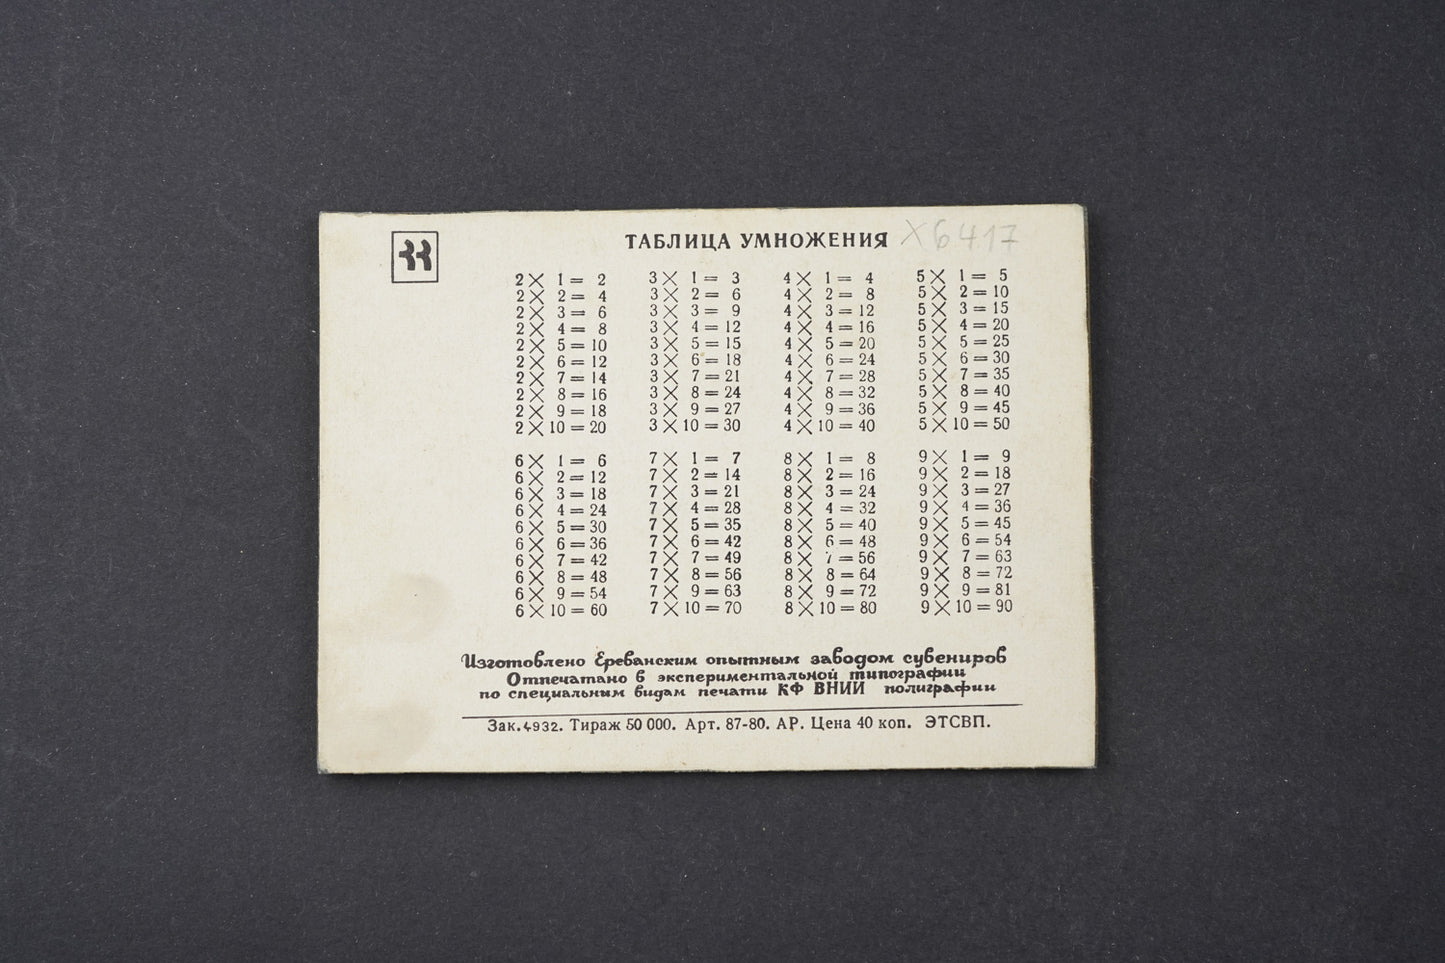 ТАБЛИЦА УМНОЖЕНИЯ X6417
2 × 1 = 2 3 × 1 = 3 4 × 1 = 4 5 × 1 = 5
2 × 2 = 4 3 × 2 = 6 4 × 2 = 8 5 × 2 = 10
2 × 3 = 6 3 × 3 = 9 4 × 3 = 12 5 × 3 = 15
2 × 4 = 8 3 × 4 = 12 4 × 4 = 16 5 × 4 = 20
2 × 5 = 10 3 × 5 = 15 4 × 5 = 20 5 × 5 = 25
2 × 6 = 12 3 × 6 = 18 4 × 6 = 24 5 × 6 = 30
2 × 7 = 14 3 × 7 = 21 4 × 7 = 28 5 × 7 = 35
2 × 8 = 16 3 × 8 = 24 4 × 8 = 32 5 × 8 = 40
2 × 9 = 18 3 × 9 = 27 4 × 9 = 36 5 × 9 = 45
2 × 10 = 20 3 × 10 = 30 4 × 10 = 40 5 × 10 = 50
6 × 1 = 6 7 × 1 = 7 8 × 1 = 8 9 × 1 = 9
6 × 2 = 12 7 × 2 = 14 8 × 2 = 16 9 × 2 = 18
6 × 3 = 18 7 × 3 = 21 8 × 3 = 24 9 × 3 = 27
6 × 4 = 24 7 × 4 = 28 8 × 4 = 32 9 × 4 = 36
6 × 5 = 30 7 × 5 = 35 8 × 5 = 40 9 × 5 = 45
6 × 6 = 36 7 × 6 = 42 8 × 6 = 48 9 × 6 = 54
6 × 7 = 42 7 × 7 = 49 8 × 7 = 56 9 × 7 = 63
6 × 8 = 48 7 × 8 = 56 8 × 8 = 64 9 × 8 = 72
6 × 9 = 54 7 × 9 = 63 8 × 9 = 72 9 × 9 = 81
6 × 10 = 60 7 × 10 = 70 8 × 10 = 80 9 × 10 = 90
Изготовлено Ереванским опытным заводом сувениров
Отпечатано в экспериментальной типографии
по специальным видам печати КФ ВНИИ полиграфии
Зак. 4932. Тираж 50 000. Арт. 87-80. АР. Цена 40 коп. ЭТСВП.